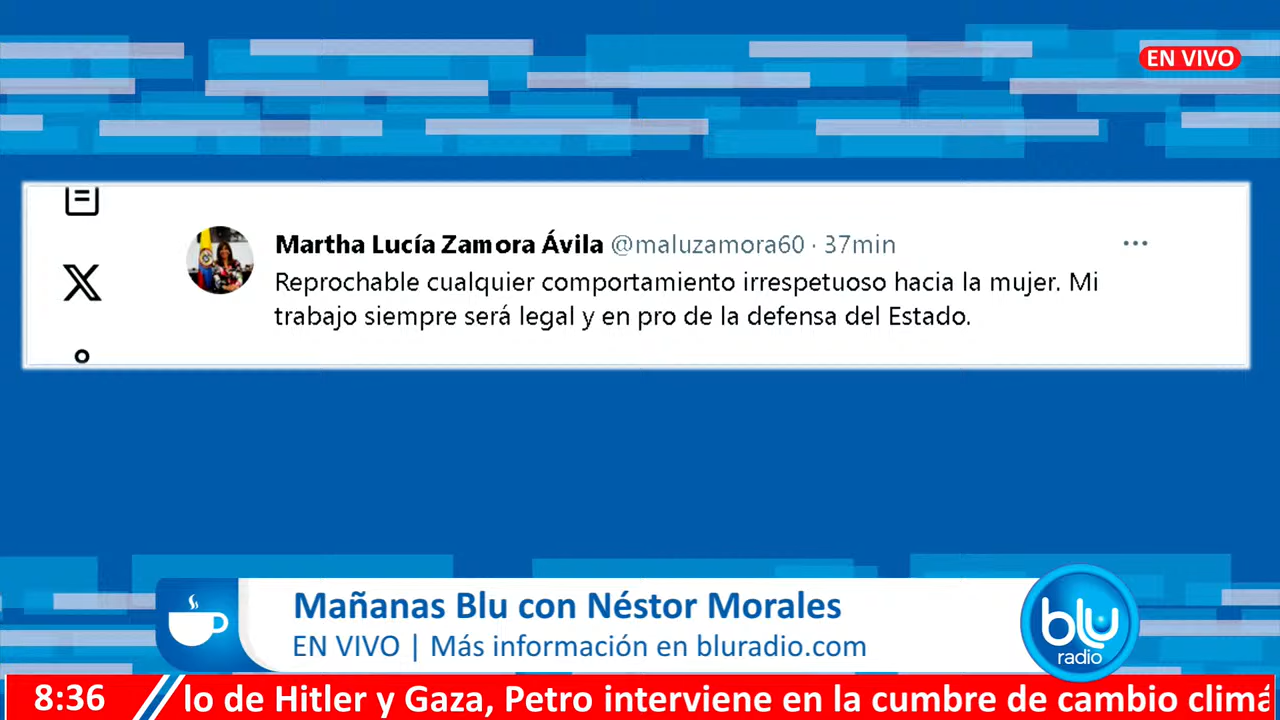 EN VIVO
Martha Lucía Zamora Ávila @maluzamora60 · 37min
Reprochable cualquier comportamiento irrespetuoso hacia la mujer. Mi
trabajo siempre será legal y en pro de la defensa del Estado.
Mañanas Blu con Néstor Morales
EN VIVO | Más información en bluradio.com
blu
radio
8:36 lo de Hitler y Gaza, Petro interviene en la cumbre de cambio climá